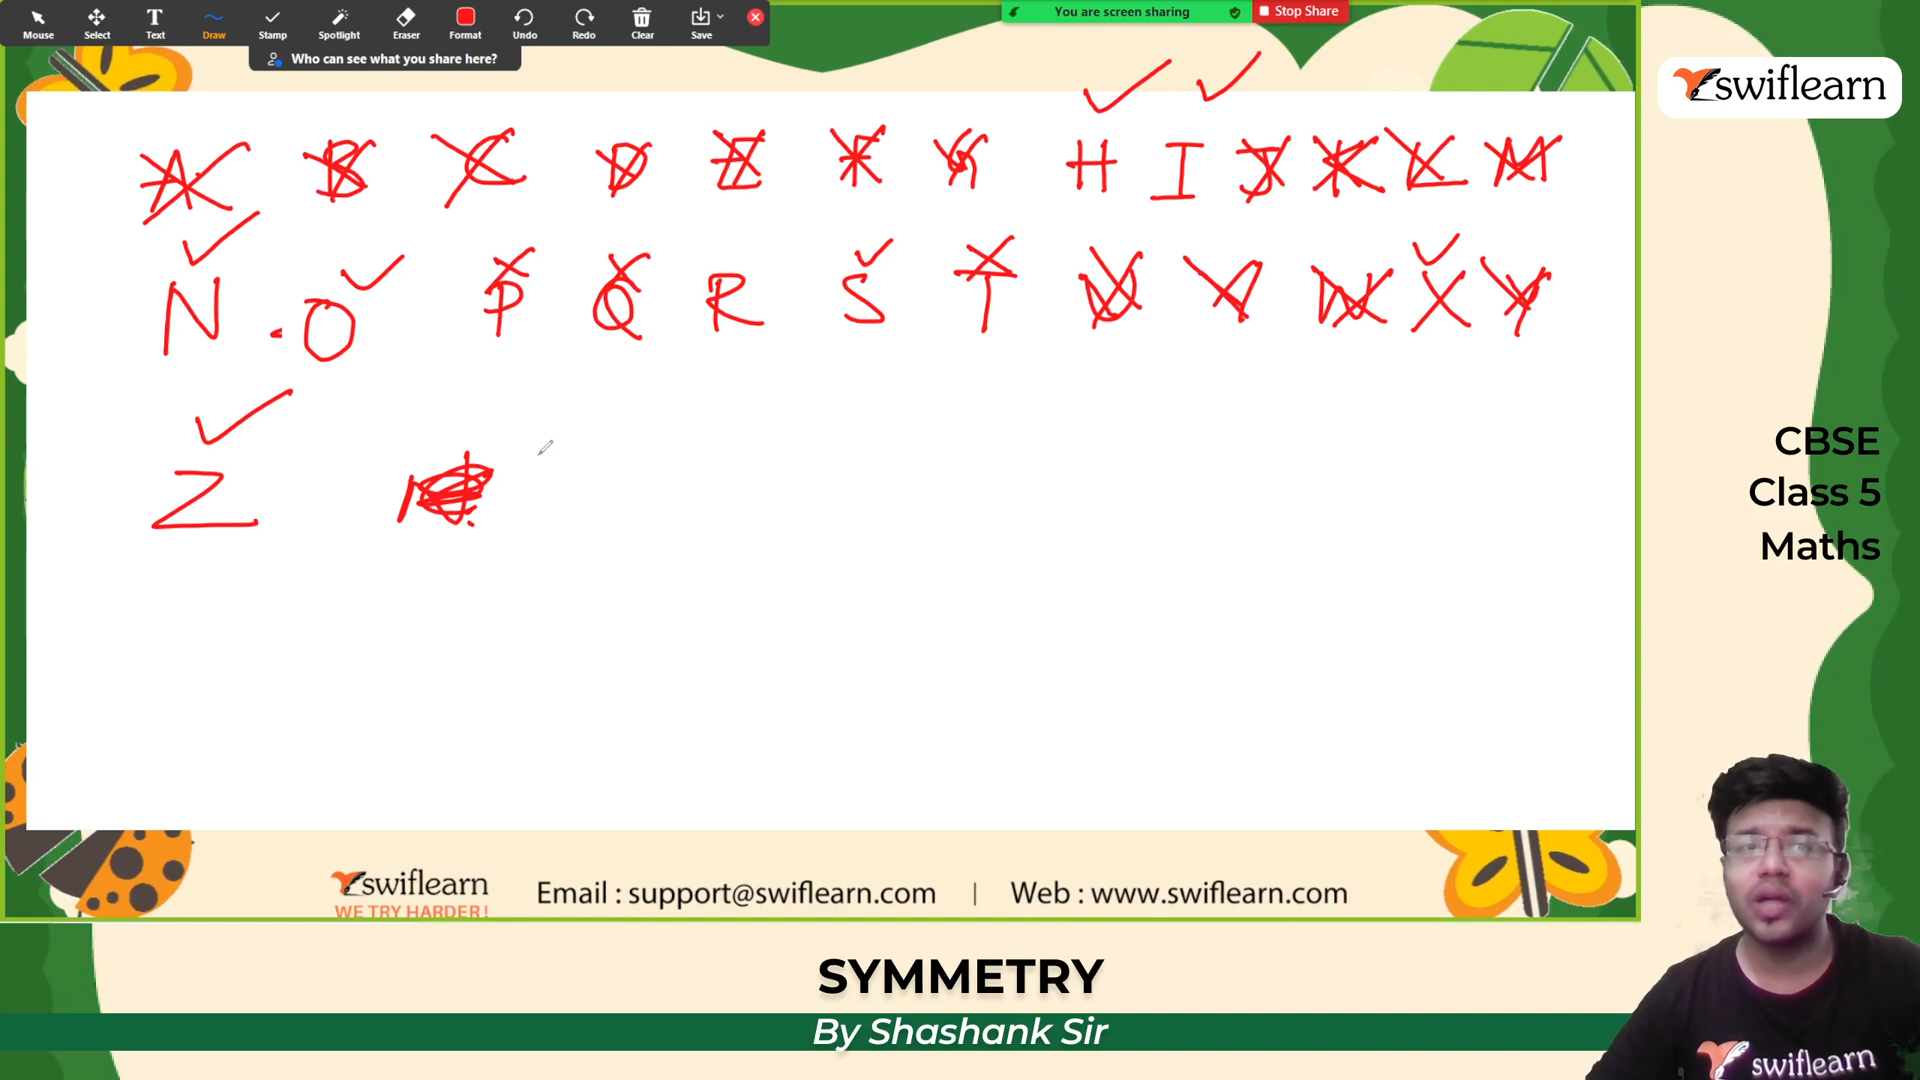 Mouse Select Text Draw Stamp Spotlight Eraser Format Undo Redo Clear Save
You are screen sharing Stop Share
Who can see what you share here?
swiflearn
A B C D E F G H I J K L M
N . O P Q R S T U V W X Y
Z
CBSE
Class 5
Maths
swiflearn
WE TRY HARDER!
Email : support@swiflearn.com | Web : www.swiflearn.com
SYMMETRY
By Shashank Sir
swiflearn